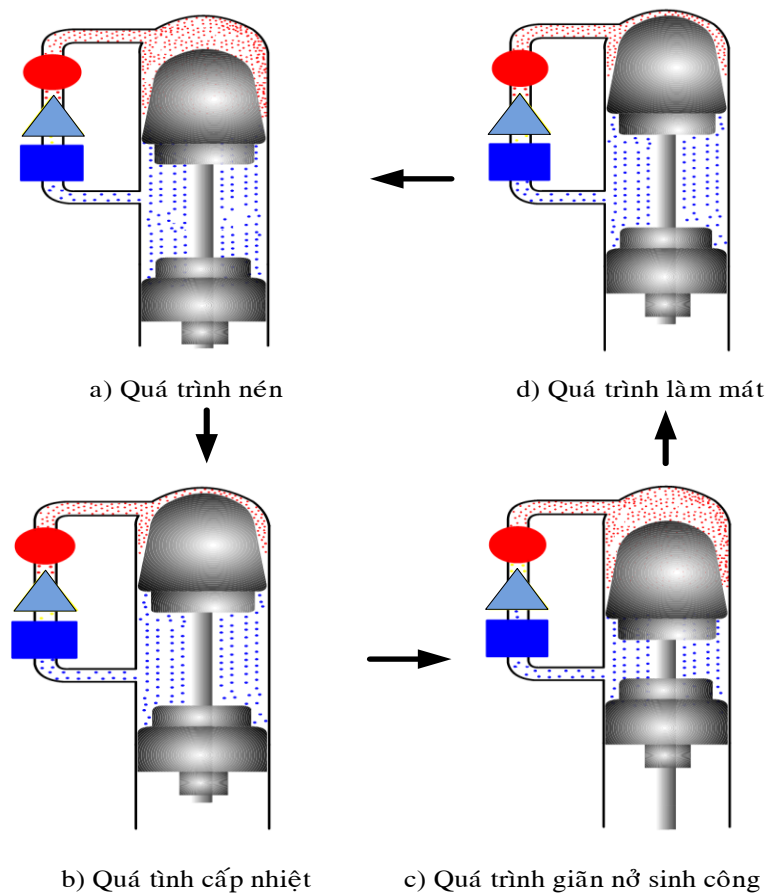 a) Quá trình nén
d) Quá trình làm mát
b) Quá tình cấp nhiệt
c) Quá trình giãn nở sinh công